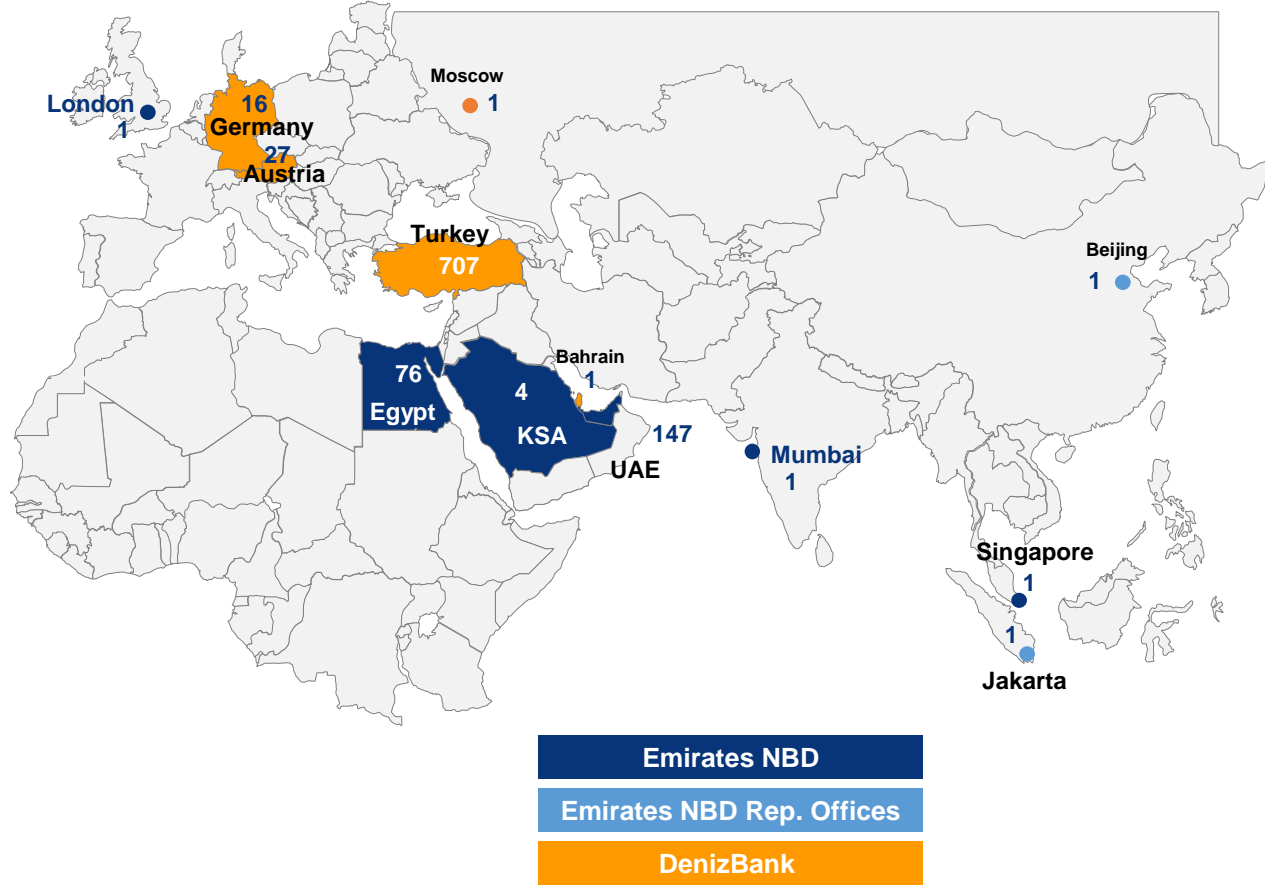 Moscow
1
London
1
16
Germany
27
Austria
Turkey
707
Beijing
1
Bahrain
1
76
Egypt
4
KSA
147
UAE
Mumbai
1
Singapore
1
1
Jakarta
Emirates NBD
Emirates NBD Rep. Offices
DenizBank